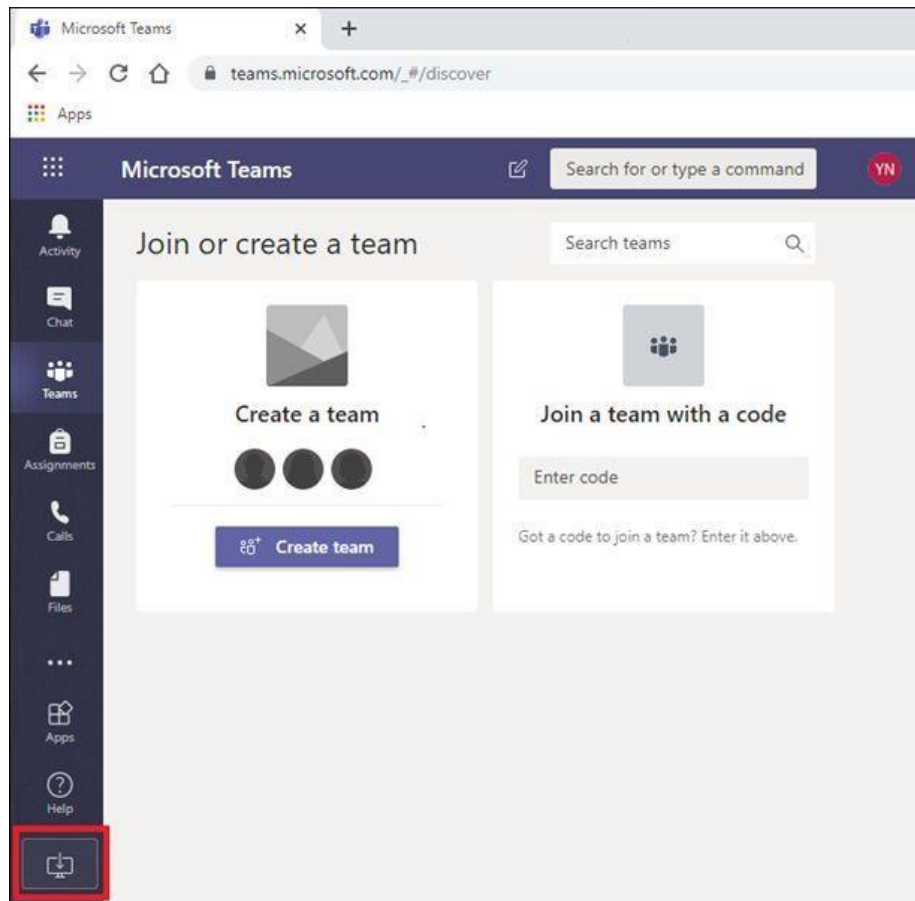 Microsoft Teams
teams.microsoft.com/_#/discover
Apps
Microsoft Teams
Search for or type a command
YN
Activity
Chat
Teams
Assignments
Calls
Files
Apps
Help
Join or create a team
Search teams
Create a team
Create team
Join a team with a code
Enter code
Got a code to join a team? Enter it above.